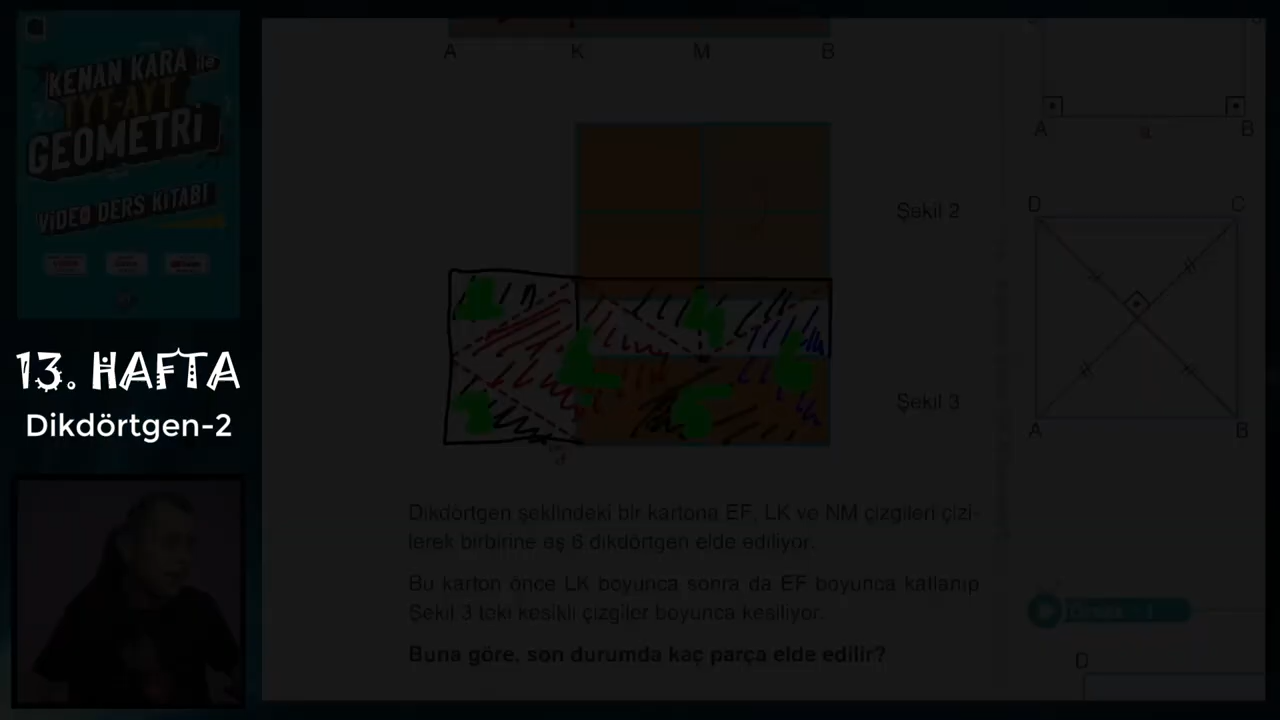 KENAN KARA ile
TYT-AYT
GEOMETRİ
VİDEO DERS KİTABI
13. HAFTA
Dikdörtgen-2
A K M B
Şekil 2
Şekil 3
Dikdörtgen şeklindeki bir kartona EF, LK ve NM çizgileri çizi-
lerek birbirine eş 6 dikdörtgen elde ediliyor.
Bu karton önce LK boyunca sonra da EF boyunca katlanıp
Şekil 3 teki kesikli çizgiler boyunca kesiliyor.
Buna göre, son durumda kaç parça elde edilir?
A a B
D C
A B
D